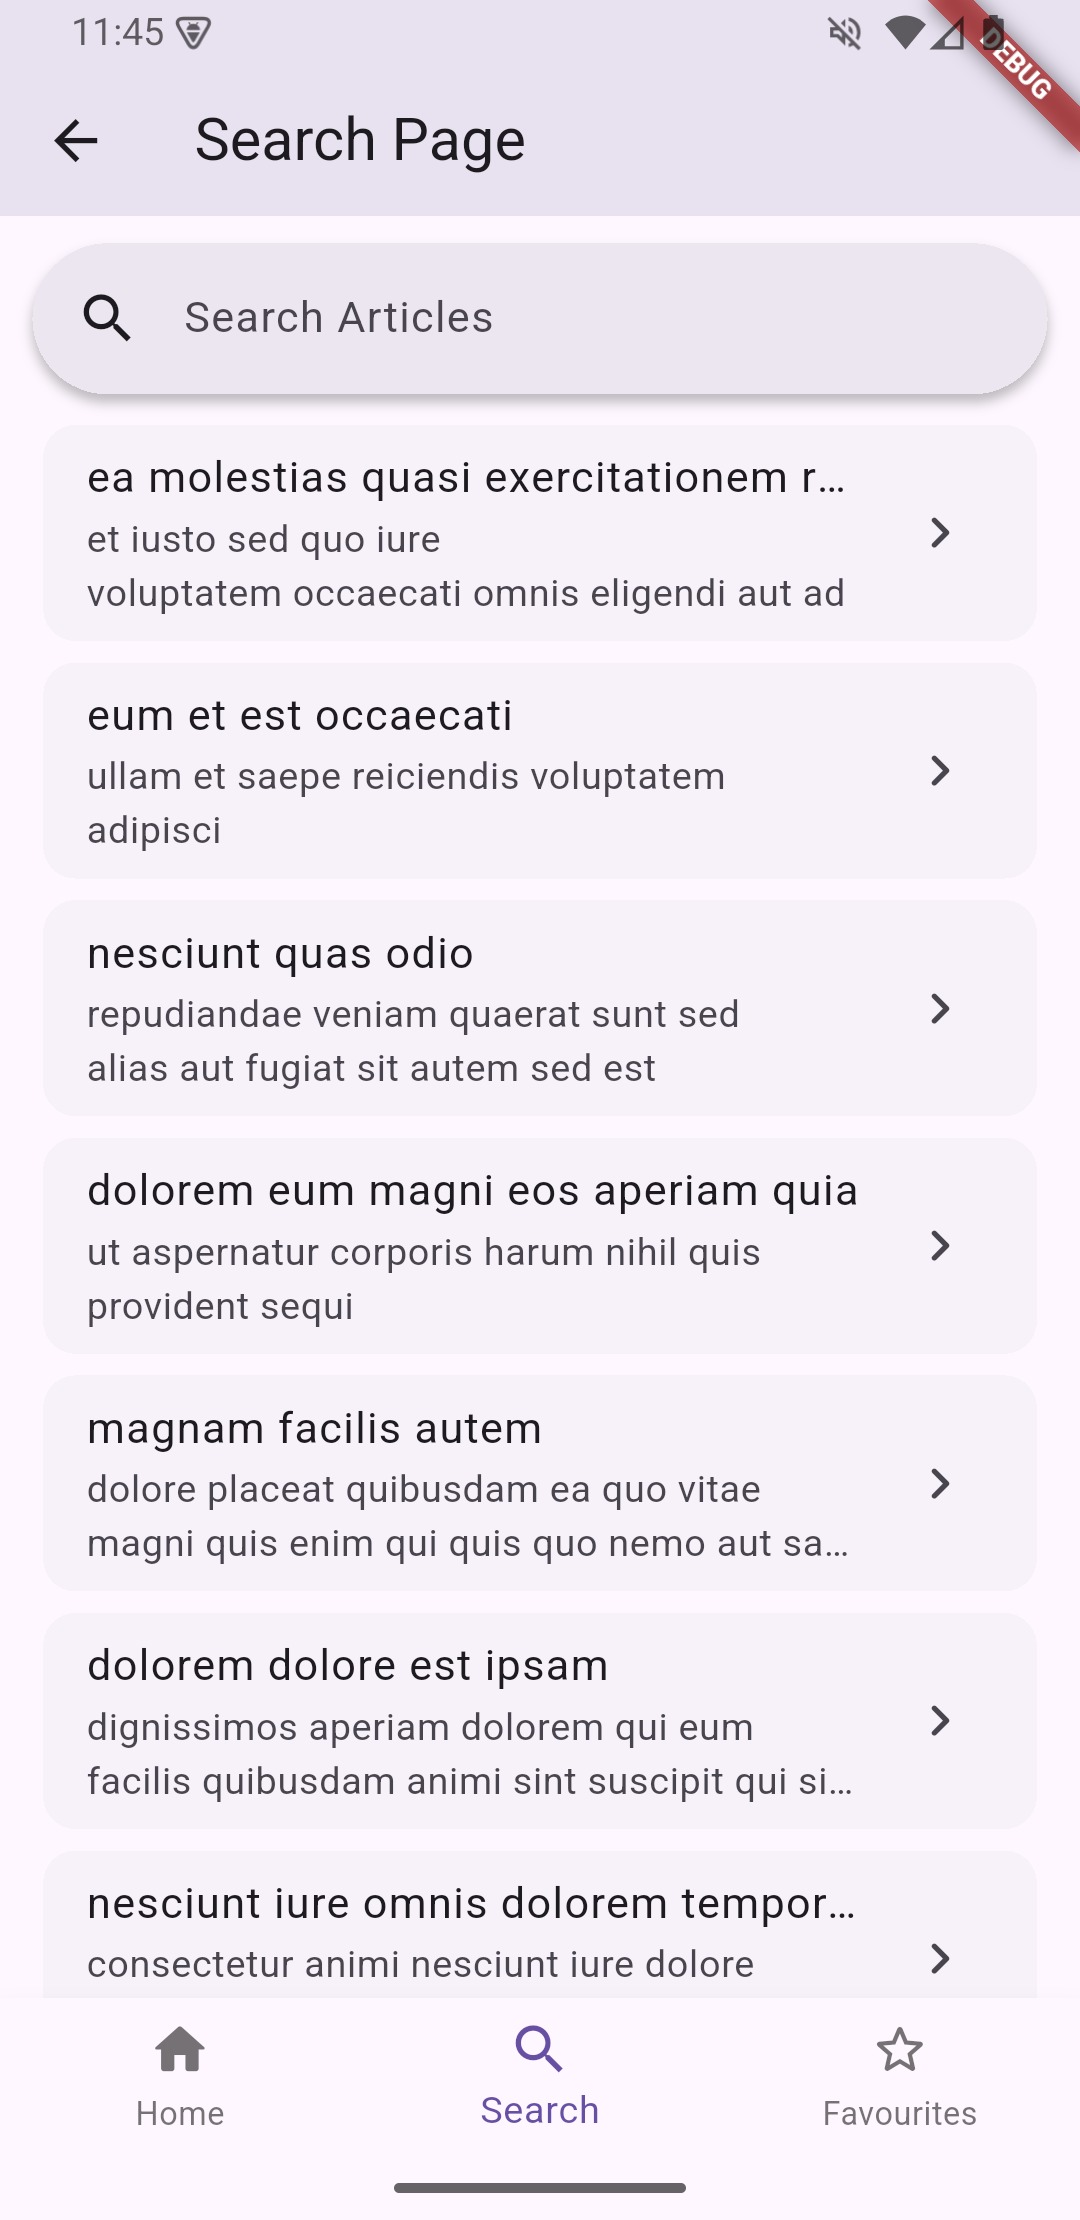 11:45
DEBUG
Search Page
Search Articles
ea molestias quasi exercitationem r…
et iusto sed quo iure
voluptatem occaecati omnis eligendi aut ad
eum et est occaecati
ullam et saepe reiciendis voluptatem
adipisci
nesciunt quas odio
repudiandae veniam quaerat sunt sed
alias aut fugiat sit autem sed est
dolorem eum magni eos aperiam quia
ut aspernatur corporis harum nihil quis
provident sequi
magnam facilis autem
dolore placeat quibusdam ea quo vitae
magni quis enim qui quis quo nemo aut sa…
dolorem dolore est ipsam
dignissimos aperiam dolorem qui eum
facilis quibusdam animi sint suscipit qui si…
nesciunt iure omnis dolorem tempor…
consectetur animi nesciunt iure dolore
Home
Search
Favourites